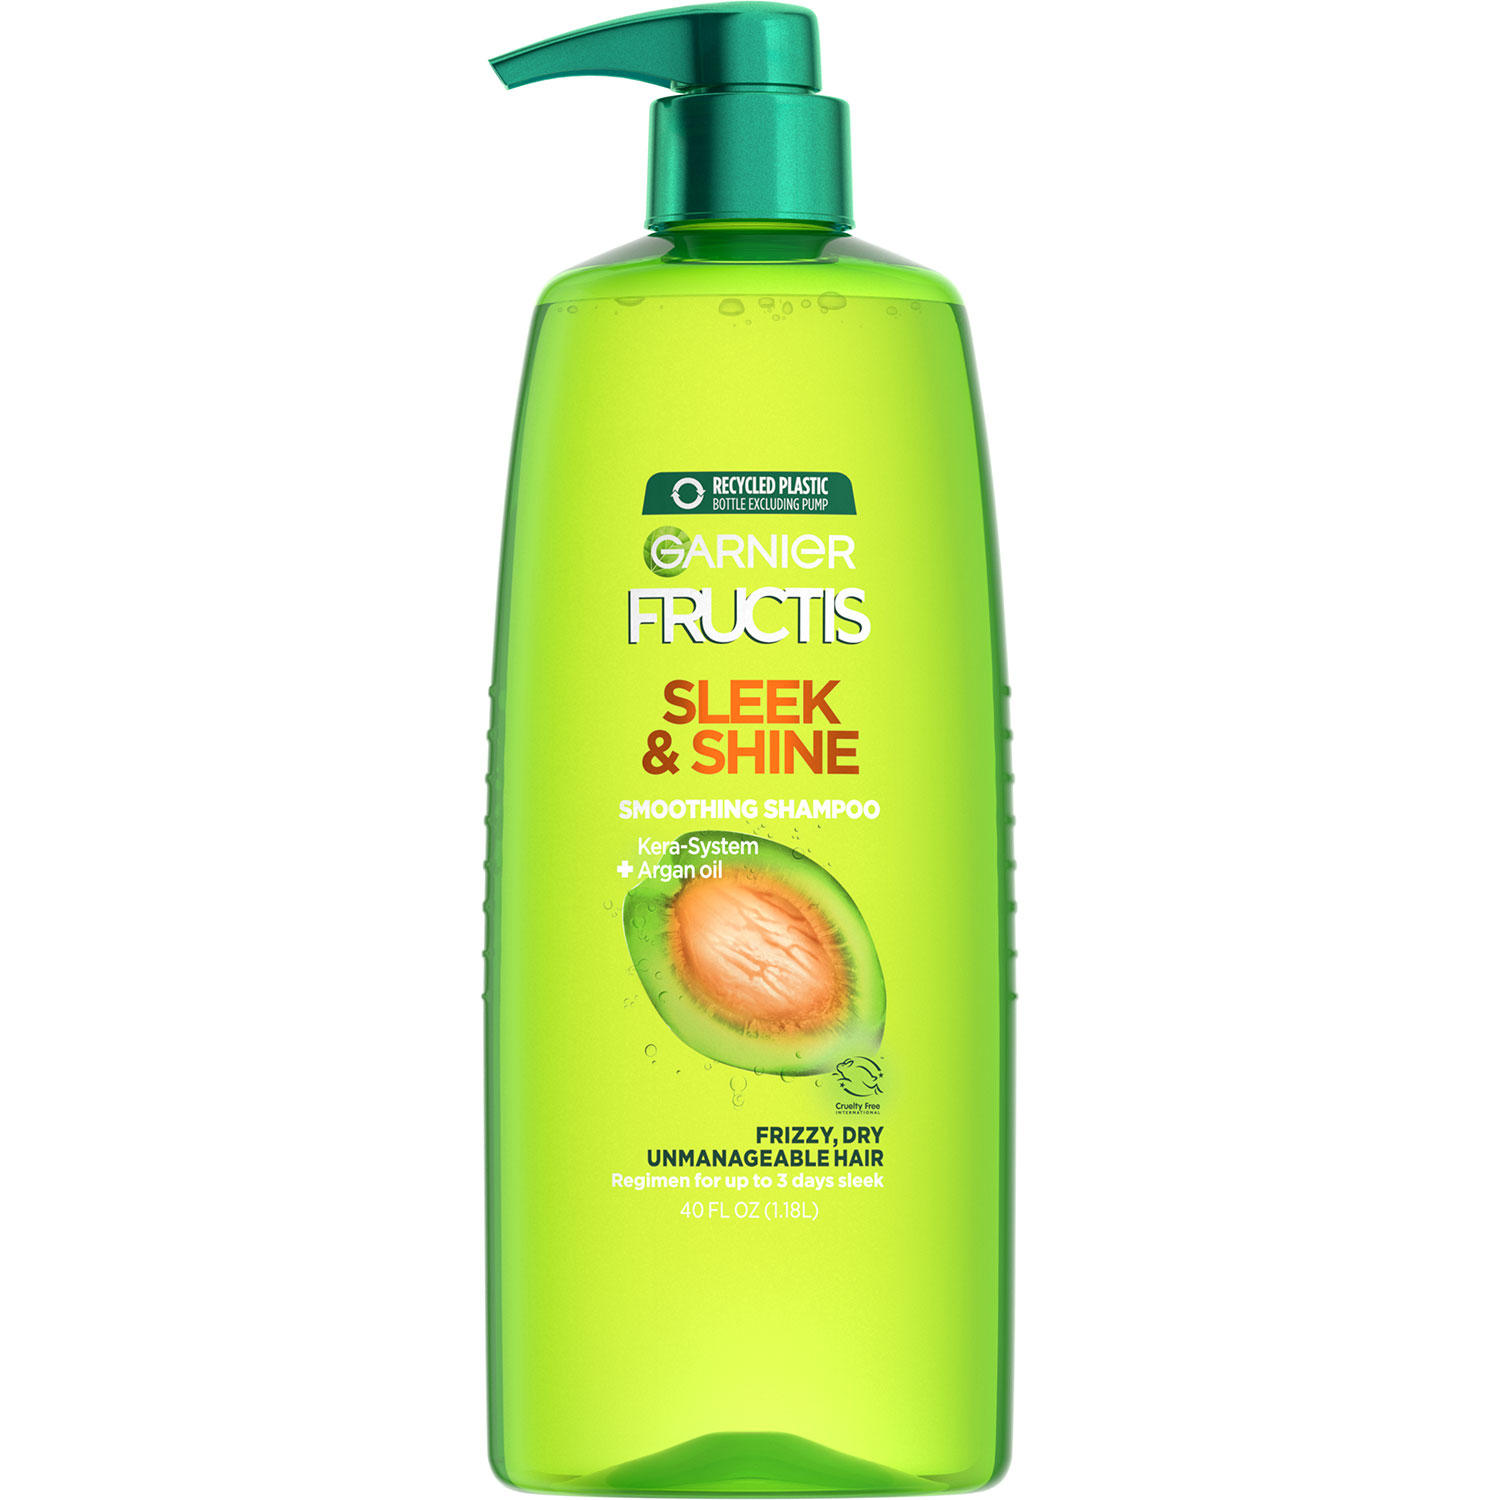 RECYCLED PLASTIC
BOTTLE EXCLUDING PUMP
GARNIER
FRUCTIS
SLEEK
& SHINE
SMOOTHING SHAMPOO
Kera-System
+ Argan oil
Cruelty Free
INTERNATIONAL
FRIZZY, DRY
UNMANAGEABLE HAIR
Regimen for up to 3 days sleek
40 FL OZ (1.18L)